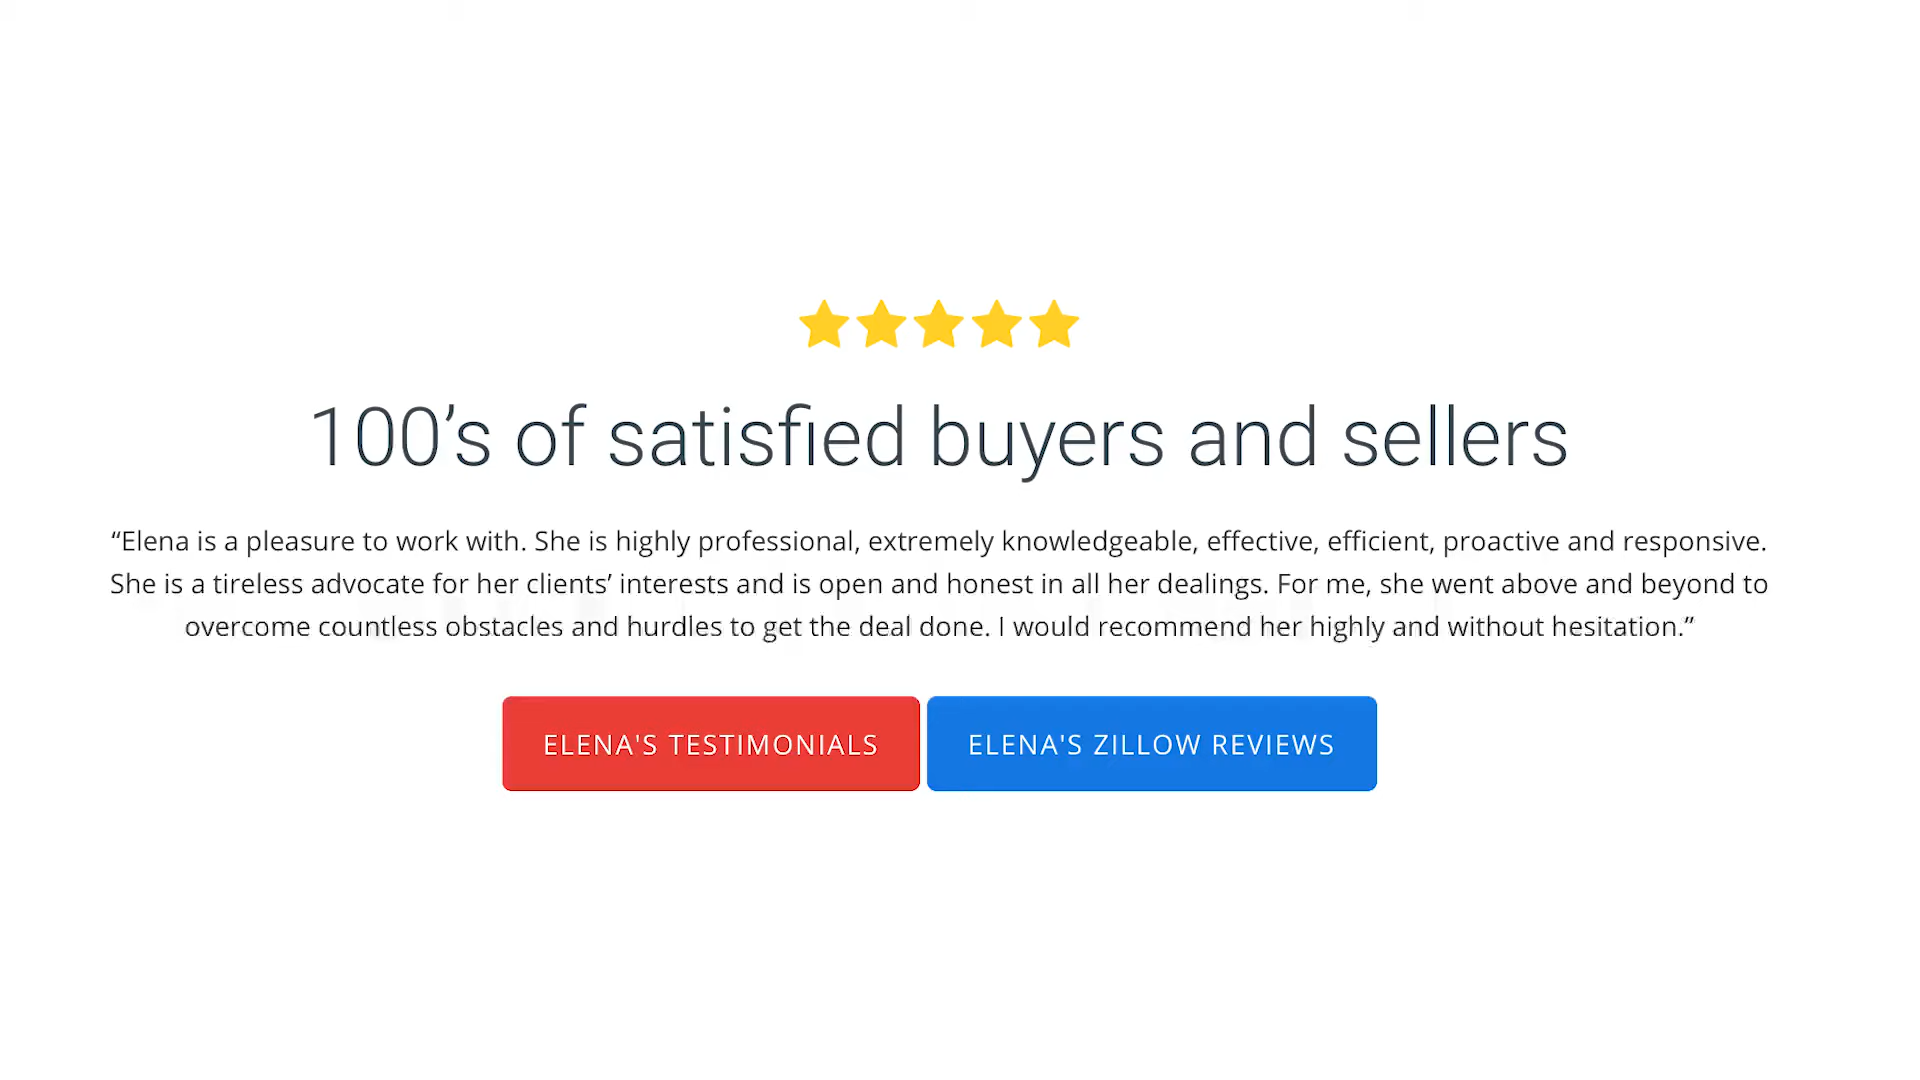 100’s of satisfied buyers and sellers
“Elena is a pleasure to work with. She is highly professional, extremely knowledgeable, effective, efficient, proactive and responsive.
She is a tireless advocate for her clients’ interests and is open and honest in all her dealings. For me, she went above and beyond to
overcome countless obstacles and hurdles to get the deal done. I would recommend her highly and without hesitation.”
ELENA'S TESTIMONIALS
ELENA'S ZILLOW REVIEWS